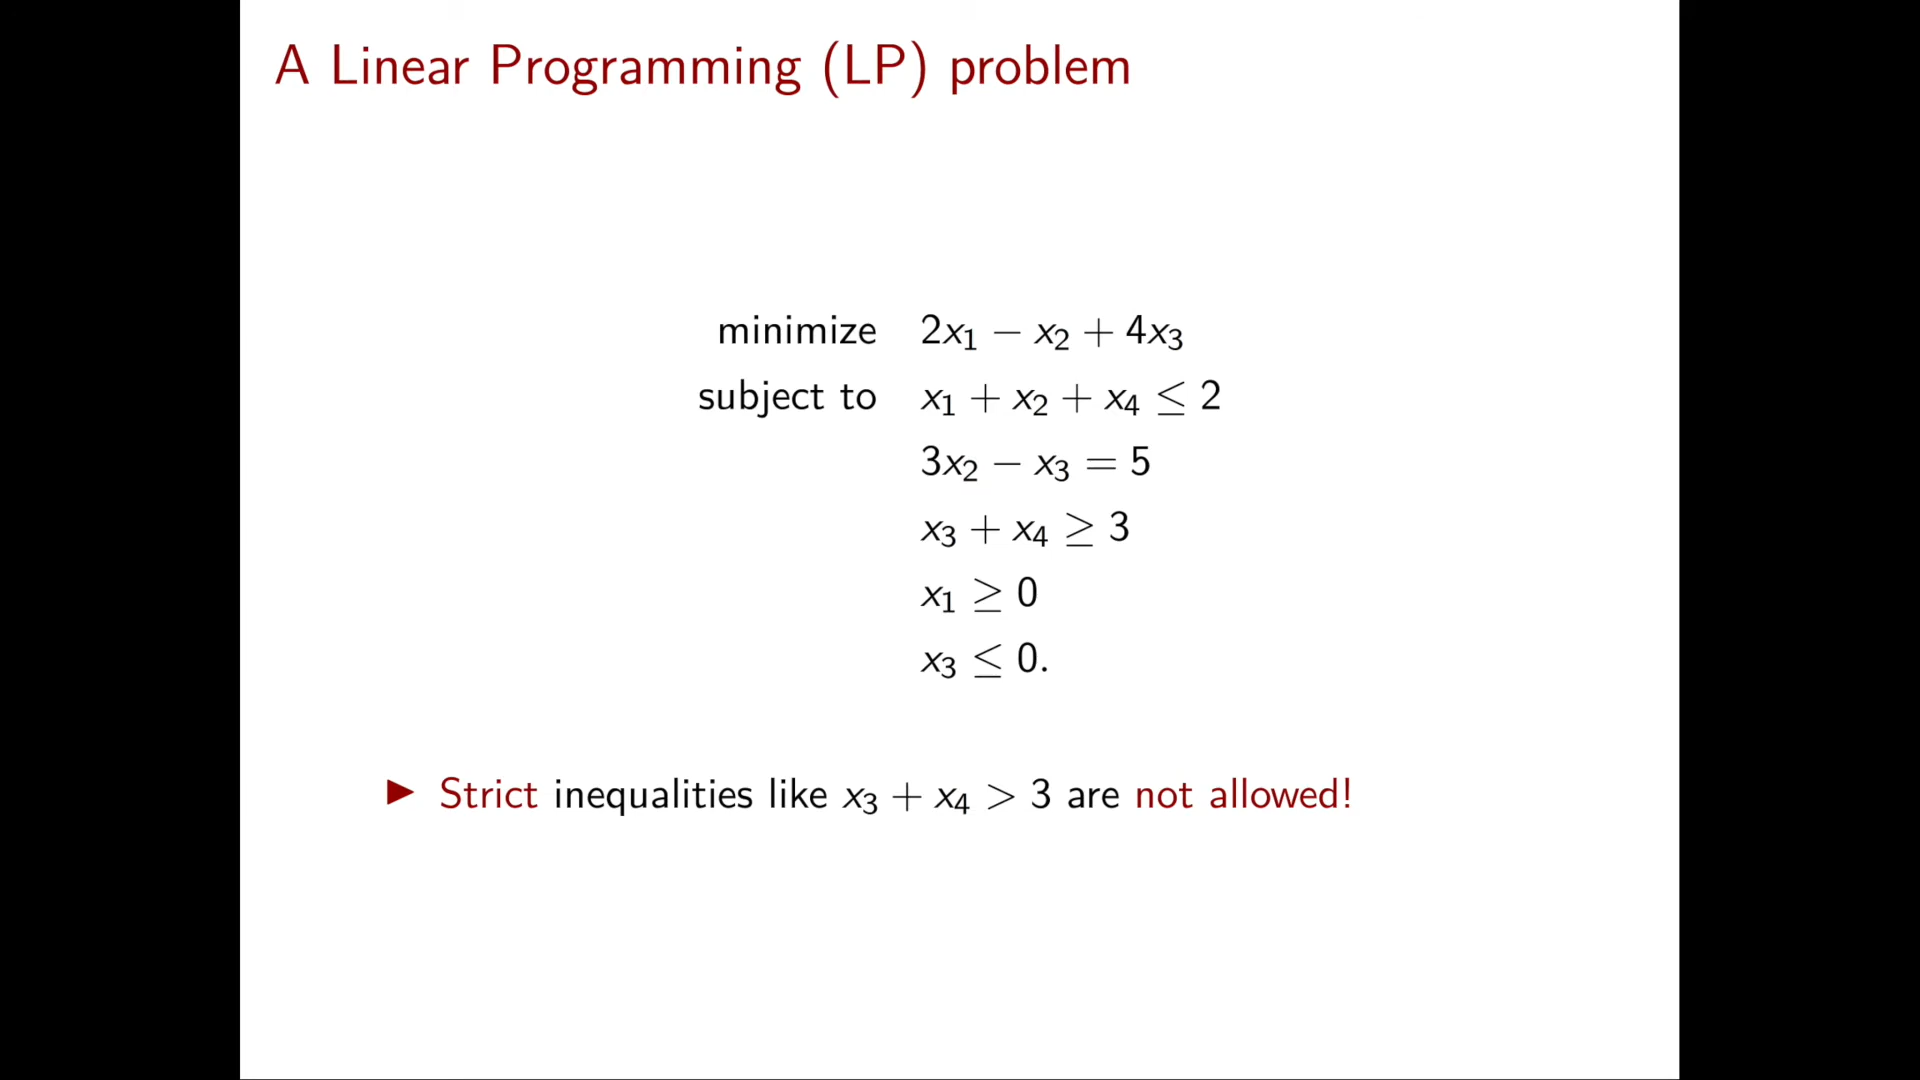 A Linear Programming (LP) problem
minimize 2x₁ − x₂ + 4x₃
subject to x₁ + x₂ + x₄ ≤ 2
3x₂ − x₃ = 5
x₃ + x₄ ≥ 3
x₁ ≥ 0
x₃ ≤ 0.
▶ Strict inequalities like x₃ + x₄ > 3 are not allowed!